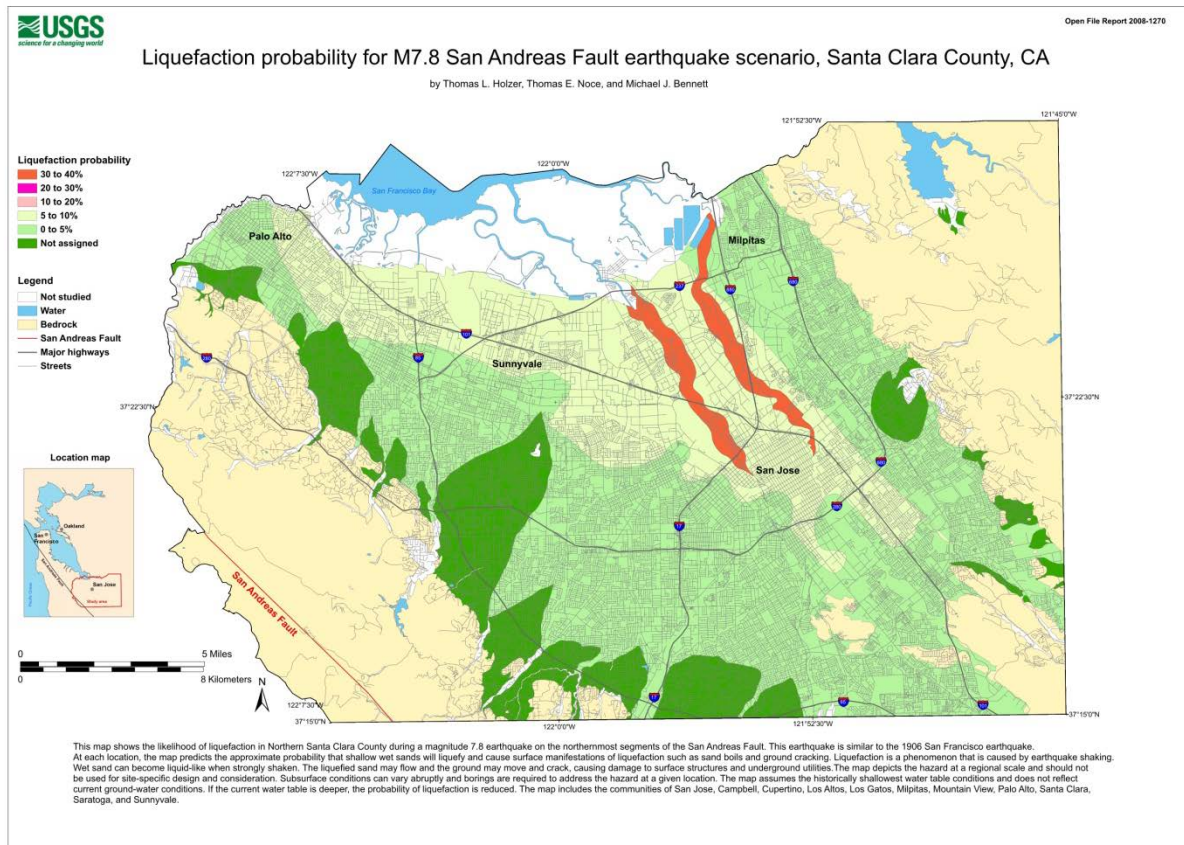 USGS
science for a changing world
Open File Report 2008-1270
Liquefaction probability for M7.8 San Andreas Fault earthquake scenario, Santa Clara County, CA
by Thomas L. Holzer, Thomas E. Noce, and Michael J. Bennett
121°45'0"W
121°52'30"W
122°0'0"W
122°7'30"W
Liquefaction probability
30 to 40%
20 to 30%
10 to 20%
5 to 10%
0 to 5%
Not assigned
Legend
Not studied
Water
Bedrock
San Andreas Fault
Major highways
Streets
San Francisco Bay
Palo Alto
Milpitas
Sunnyvale
San Jose
37°22'30"N
37°22'30"N
Location map
Oakland
San
Francisco
San Andreas Fault
San Jose
Study area
Pacific Ocean
San Andreas Fault
0 5 Miles
0 8 Kilometers
N
122°7'30"W
37°15'0"N
122°0'0"W
121°52'30"W
37°15'0"N
17
17
85
This map shows the likelihood of liquefaction in Northern Santa Clara County during a magnitude 7.8 earthquake on the northernmost segments of the San Andreas Fault. This earthquake is similar to the 1906 San Francisco earthquake.
At each location, the map predicts the approximate probability that shallow wet sands will liquefy and cause surface manifestations of liquefaction such as sand boils and ground cracking. Liquefaction is a phenomenon that is caused by earthquake shaking.
Wet sand can become liquid-like when strongly shaken. The liquefied sand may flow and the ground may move and crack, causing damage to surface structures and underground utilities.The map depicts the hazard at a regional scale and should not
be used for site-specific design and consideration. Subsurface conditions can vary abruptly and borings are required to address the hazard at a given location. The map assumes the historically shallowest water table conditions and does not reflect
current ground-water conditions. If the current water table is deeper, the probability of liquefaction is reduced. The map includes the communities of San Jose, Campbell, Cupertino, Los Altos, Los Gatos, Milpitas, Mountain View, Palo Alto, Santa Clara,
Saratoga, and Sunnyvale.